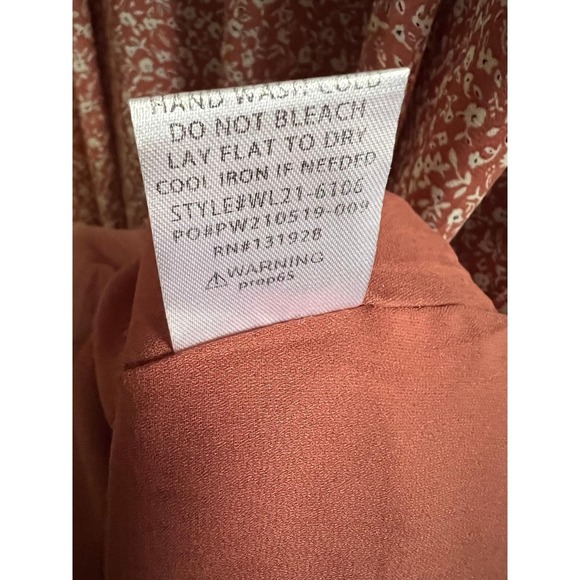 HAND WASH COLD
DO NOT BLEACH
LAY FLAT TO DRY
COOL IRON IF NEEDED
STYLE#WL21-6106
PO#PW210519-009
RN#131928
⚠WARNING
prop65